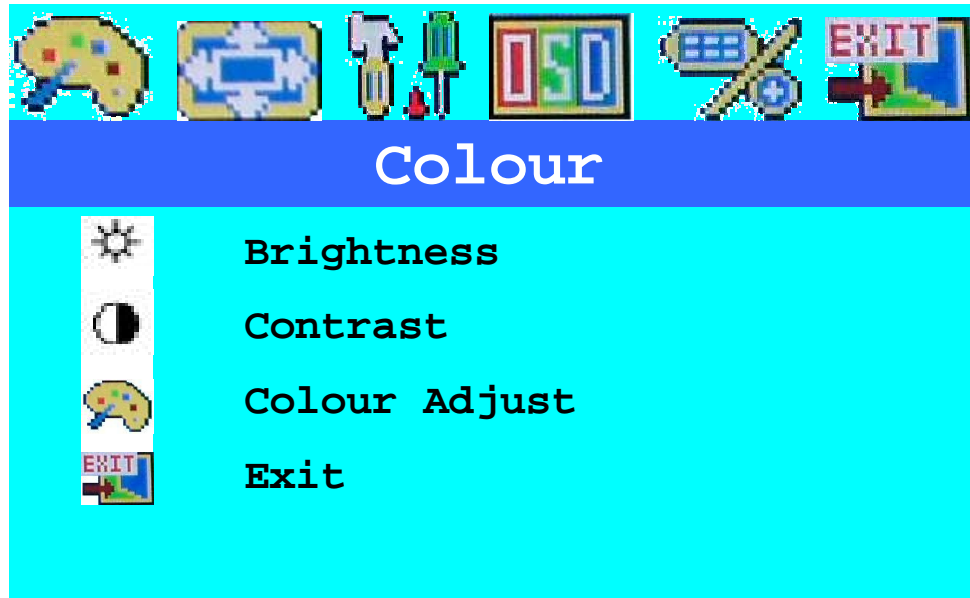 OSD
EXIT
Colour
Brightness
Contrast
Colour Adjust
EXIT
Exit